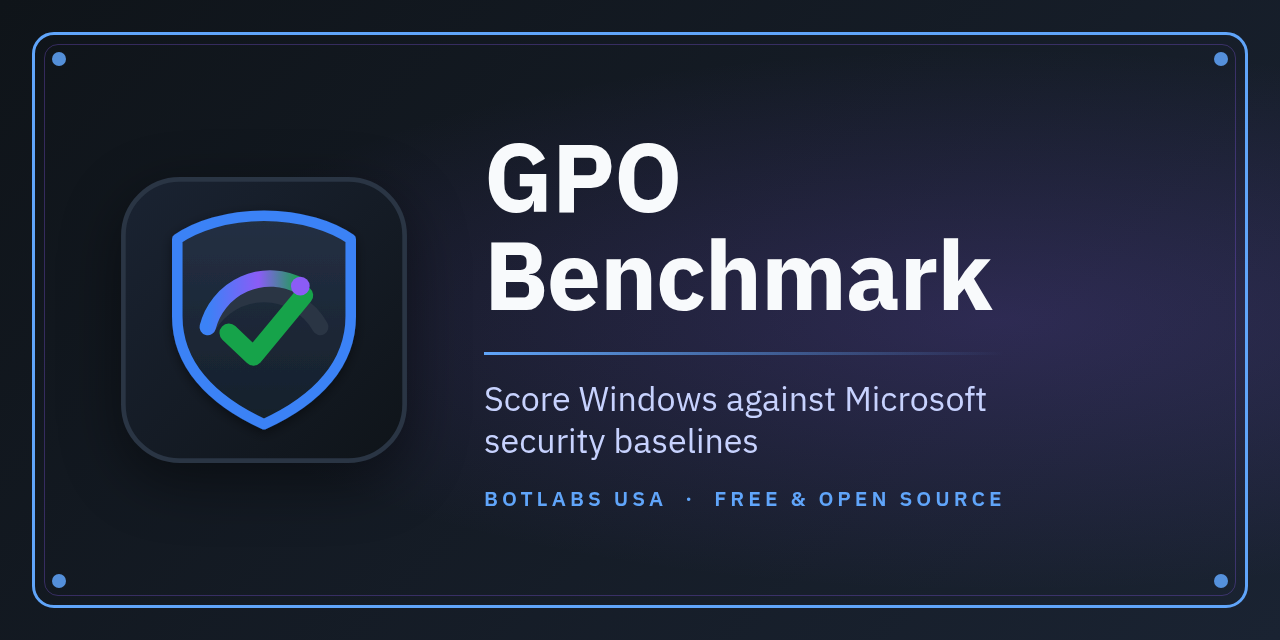 GPO
Benchmark
Score Windows against Microsoft
security baselines
BOTLABS USA · FREE & OPEN SOURCE